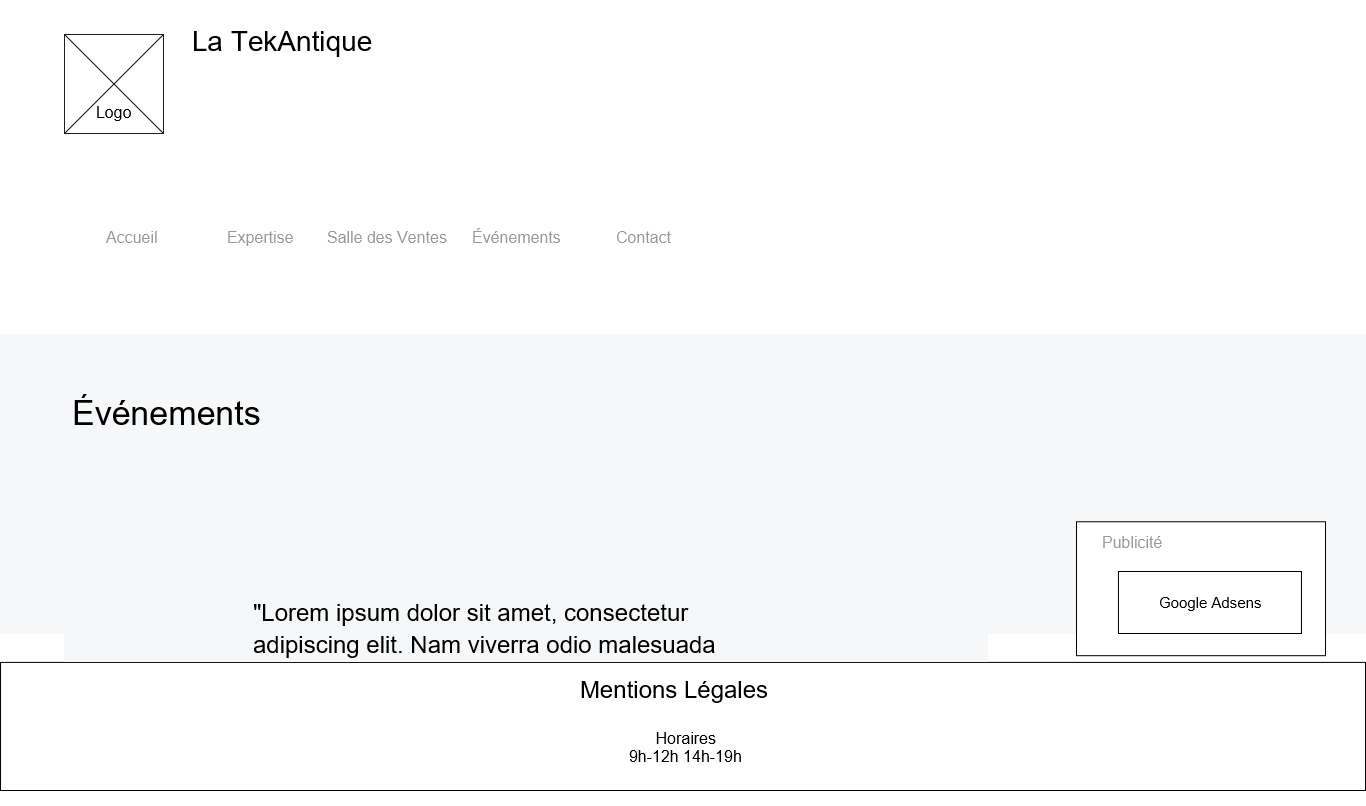 La TekAntique
Logo
Accueil Expertise Salle des Ventes Événements Contact
Événements
Publicité
Google Adsens
"Lorem ipsum dolor sit amet, consectetur
adipiscing elit. Nam viverra odio malesuada
Mentions Légales
Horaires
9h-12h 14h-19h